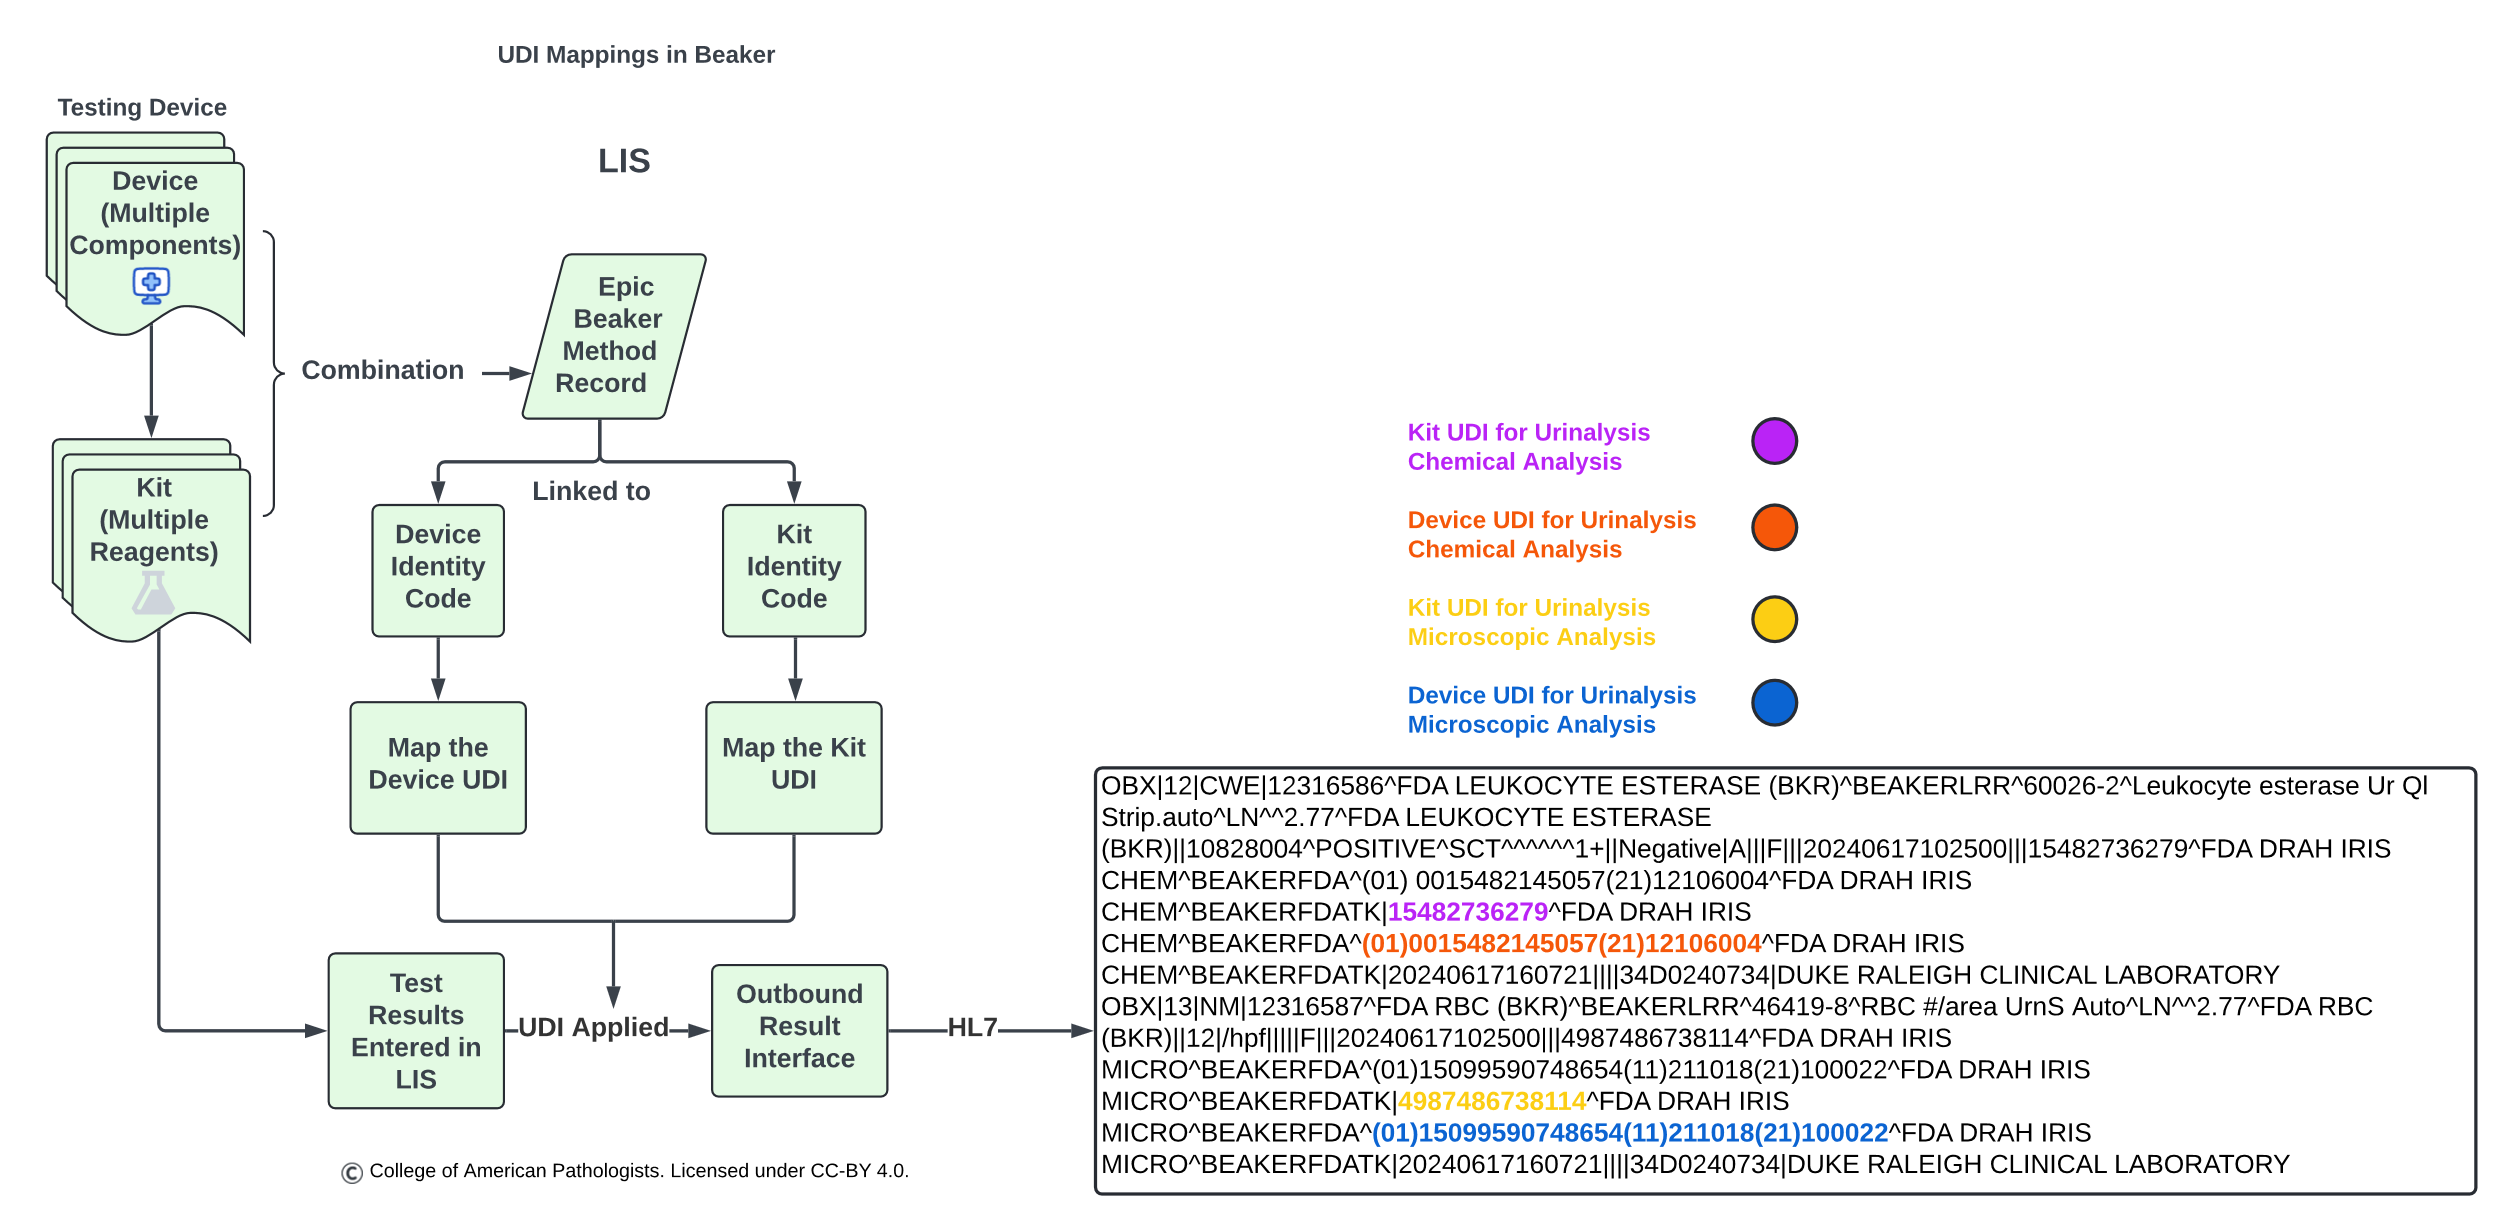 UDI Mappings in Beaker
Testing Device
LIS
Device
(Multiple
Components)
Combination
Epic
Beaker
Method
Record
Kit
(Multiple
Reagents)
Linked to
Device
Identity
Code
Kit
Identity
Code
Map the
Device UDI
Map the Kit
UDI
Test
Results
Entered in
LIS
UDI Applied
Outbound
Result
Interface
HL7
Kit UDI for Urinalysis
Chemical Analysis
Device UDI for Urinalysis
Chemical Analysis
Kit UDI for Urinalysis
Microscopic Analysis
Device UDI for Urinalysis
Microscopic Analysis
OBX|12|CWE|12316586^FDA LEUKOCYTE ESTERASE (BKR)^BEAKERLRR^60026-2^Leukocyte esterase Ur Ql
Strip.auto^LN^^2.77^FDA LEUKOCYTE ESTERASE
(BKR)||10828004^POSITIVE^SCT^^^^^^1+||Negative|A|||F|||20240617102500|||15482736279^FDA DRAH IRIS
CHEM^BEAKERFDA^(01) 0015482145057(21)12106004^FDA DRAH IRIS
CHEM^BEAKERFDATK|15482736279^FDA DRAH IRIS
CHEM^BEAKERFDA^(01)0015482145057(21)12106004^FDA DRAH IRIS
CHEM^BEAKERFDATK|20240617160721||||34D0240734|DUKE RALEIGH CLINICAL LABORATORY
OBX|13|NM|12316587^FDA RBC (BKR)^BEAKERLRR^46419-8^RBC #/area UrnS Auto^LN^^2.77^FDA RBC
(BKR)||12|/hpf|||||F|||20240617102500|||4987486738114^FDA DRAH IRIS
MICRO^BEAKERFDA^(01)15099590748654(11)211018(21)100022^FDA DRAH IRIS
MICRO^BEAKERFDATK|4987486738114^FDA DRAH IRIS
MICRO^BEAKERFDA^(01)15099590748654(11)211018(21)100022^FDA DRAH IRIS
MICRO^BEAKERFDATK|20240617160721||||34D0240734|DUKE RALEIGH CLINICAL LABORATORY
© College of American Pathologists. Licensed under CC-BY 4.0.